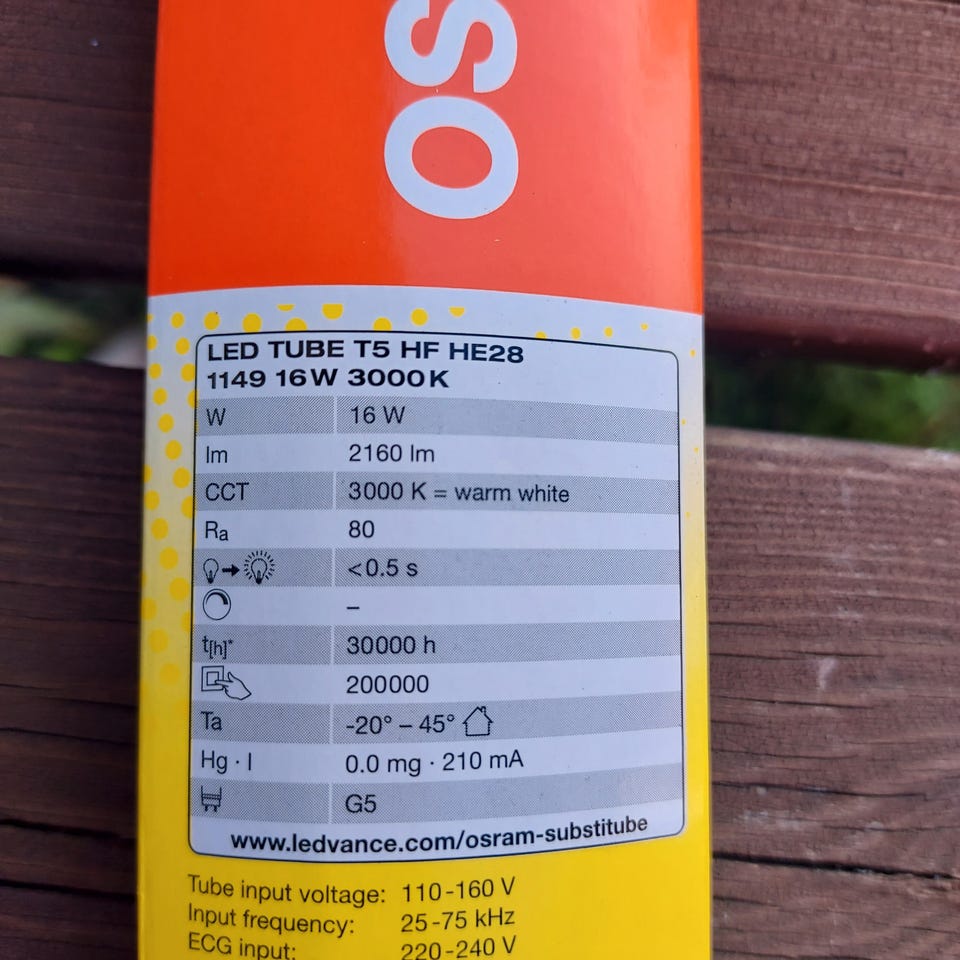 OS
LED TUBE T5 HF HE28
1149 16W 3000K
W 16 W
lm 2160 lm
CCT 3000 K = warm white
Ra 80
<0.5 s
–
t[h]* 30000 h
200000
Ta -20° – 45°
Hg · I 0.0 mg · 210 mA
G5
www.ledvance.com/osram-substitube
Tube input voltage: 110-160 V
Input frequency: 25-75 kHz
ECG input: 220-240 V